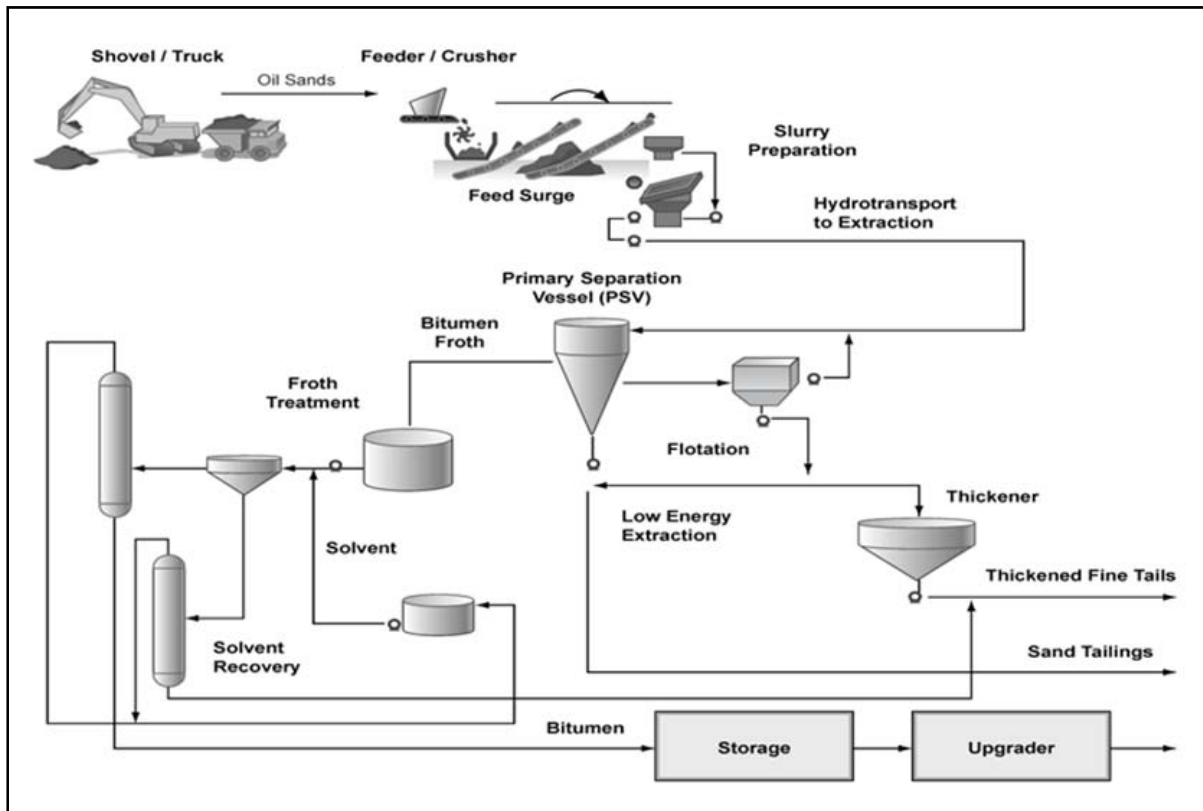 Shovel / Truck
Oil Sands
Feeder / Crusher
Feed Surge
Slurry
Preparation
Hydrotransport
to Extraction
Primary Separation
Vessel (PSV)
Bitumen
Froth
Froth
Treatment
Flotation
Low Energy
Extraction
Thickener
Solvent
Thickened Fine Tails
Solvent
Recovery
Sand Tailings
Bitumen
Storage
Upgrader